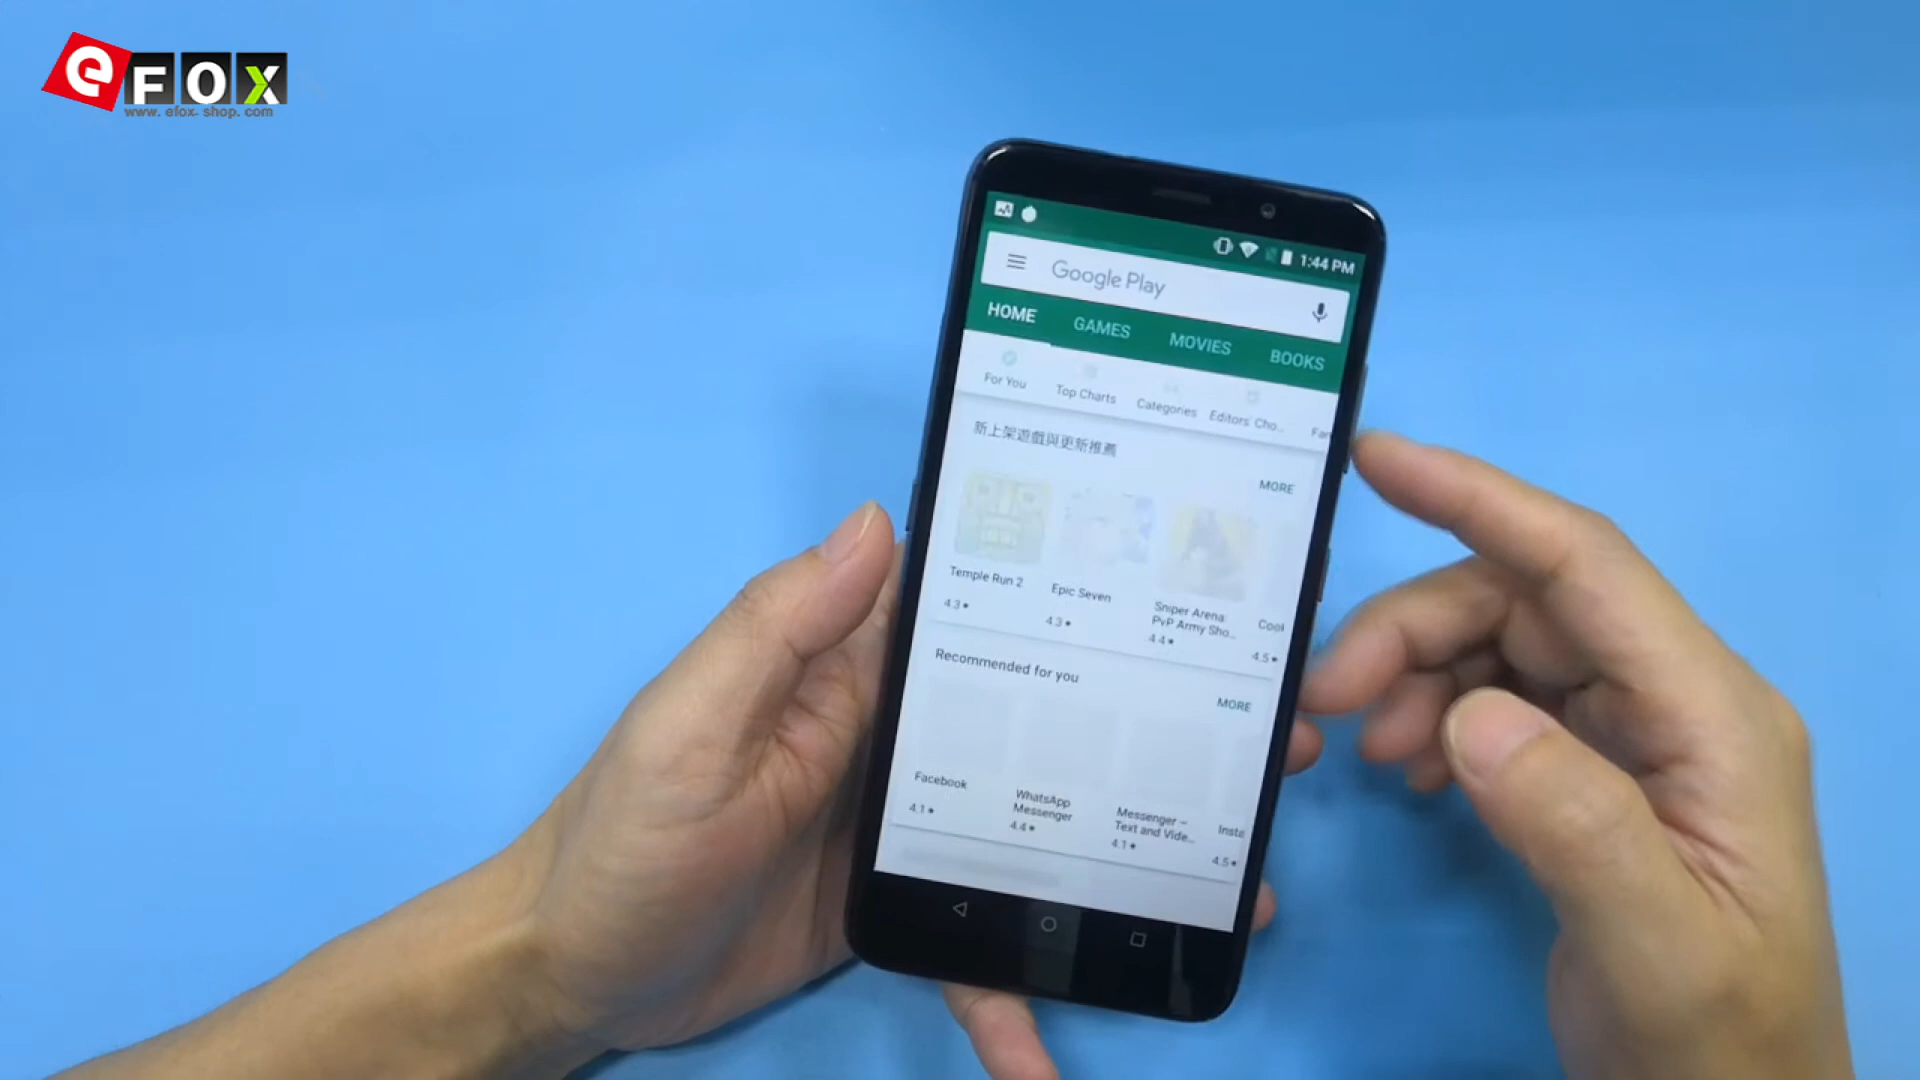 eFOX
www. efox- shop. com
1:44 PM
Google Play
HOME GAMES MOVIES BOOKS
For You Top Charts Categories Editors' Cho...
新上架遊戲與更新推薦
MORE
Temple Run 2
4.3★
Epic Seven
4.3★
Sniper Arena:
PvP Army Sho...
4.4★
4.5★
Recommended for you
MORE
Facebook
4.1★
WhatsApp
Messenger
4.4★
Messenger –
Text and Vide...
4.1★
Insta
4.5★